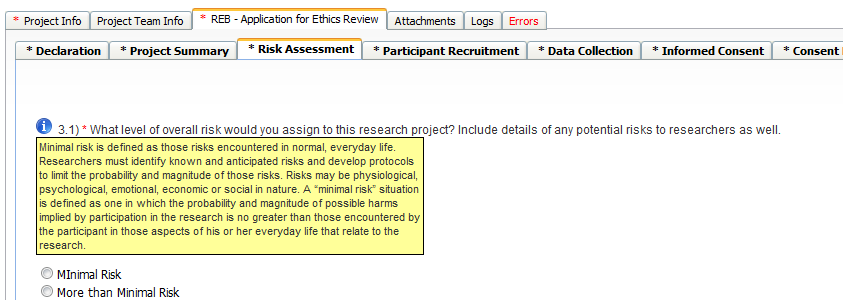 * Project Info Project Team Info * REB - Application for Ethics Review Attachments Logs Errors
* Declaration * Project Summary * Risk Assessment * Participant Recruitment * Data Collection * Informed Consent * Consent
3.1) * What level of overall risk would you assign to this research project? Include details of any potential risks to researchers as well.
Minimal risk is defined as those risks encountered in normal, everyday life.
Researchers must identify known and anticipated risks and develop protocols
to limit the probability and magnitude of those risks. Risks may be physiological,
psychological, emotional, economic or social in nature. A “minimal risk” situation
is defined as one in which the probability and magnitude of possible harms
implied by participation in the research is no greater than those encountered by
the participant in those aspects of his or her everyday life that relate to the
research.
MInimal Risk
More than Minimal Risk